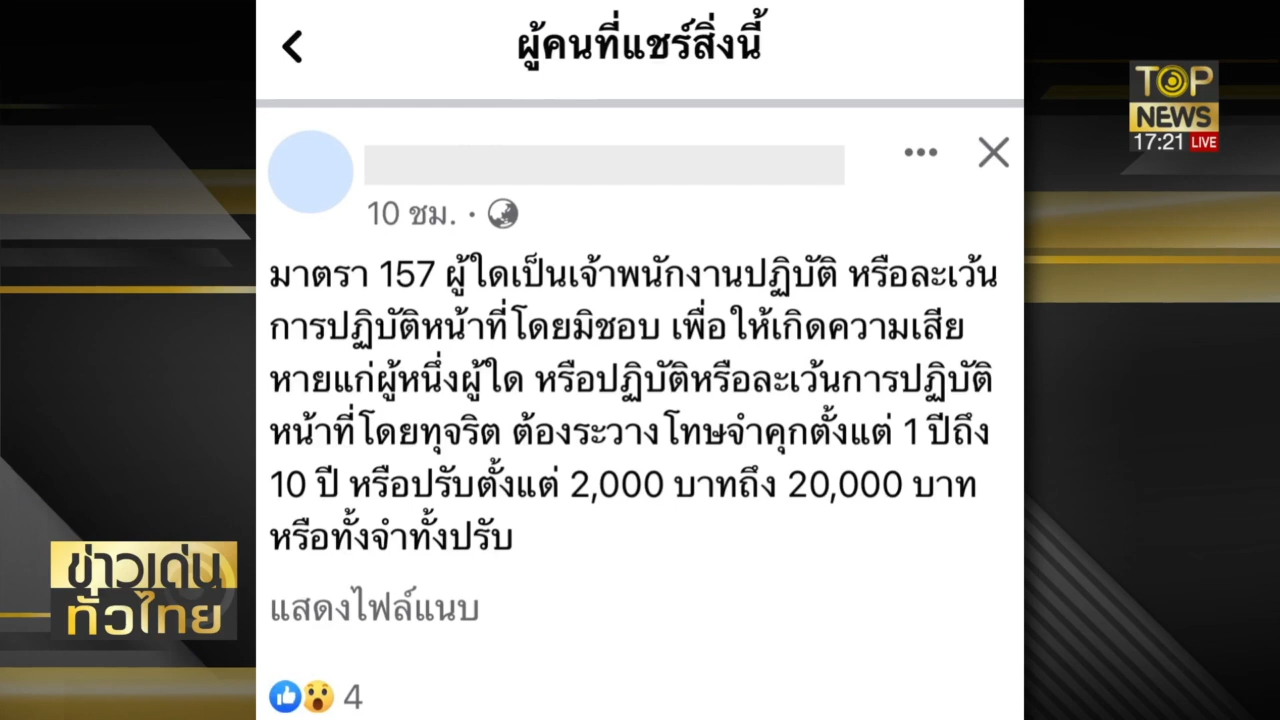 ผู้คนที่แชร์สิ่งนี้
TOP
NEWS
17:21 LIVE
10 ชม. ·
มาตรา 157 ผู้ใดเป็นเจ้าพนักงานปฏิบัติ หรือละเว้น
การปฏิบัติหน้าที่โดยมิชอบ เพื่อให้เกิดความเสีย
หายแก่ผู้หนึ่งผู้ใด หรือปฏิบัติหรือละเว้นการปฏิบัติ
หน้าที่โดยทุจริต ต้องระวางโทษจำคุกตั้งแต่ 1 ปีถึง
10 ปี หรือปรับตั้งแต่ 2,000 บาทถึง 20,000 บาท
หรือทั้งจำทั้งปรับ
แสดงไฟล์แนบ
4
ข่าวเด่น
ทั่วไทย